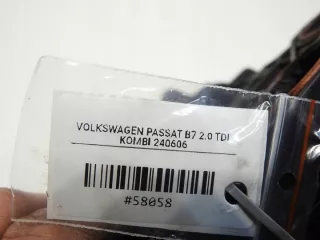 VOLKSWAGEN PASSAT B7 2.0 TDI
KOMBI 240606
#58058